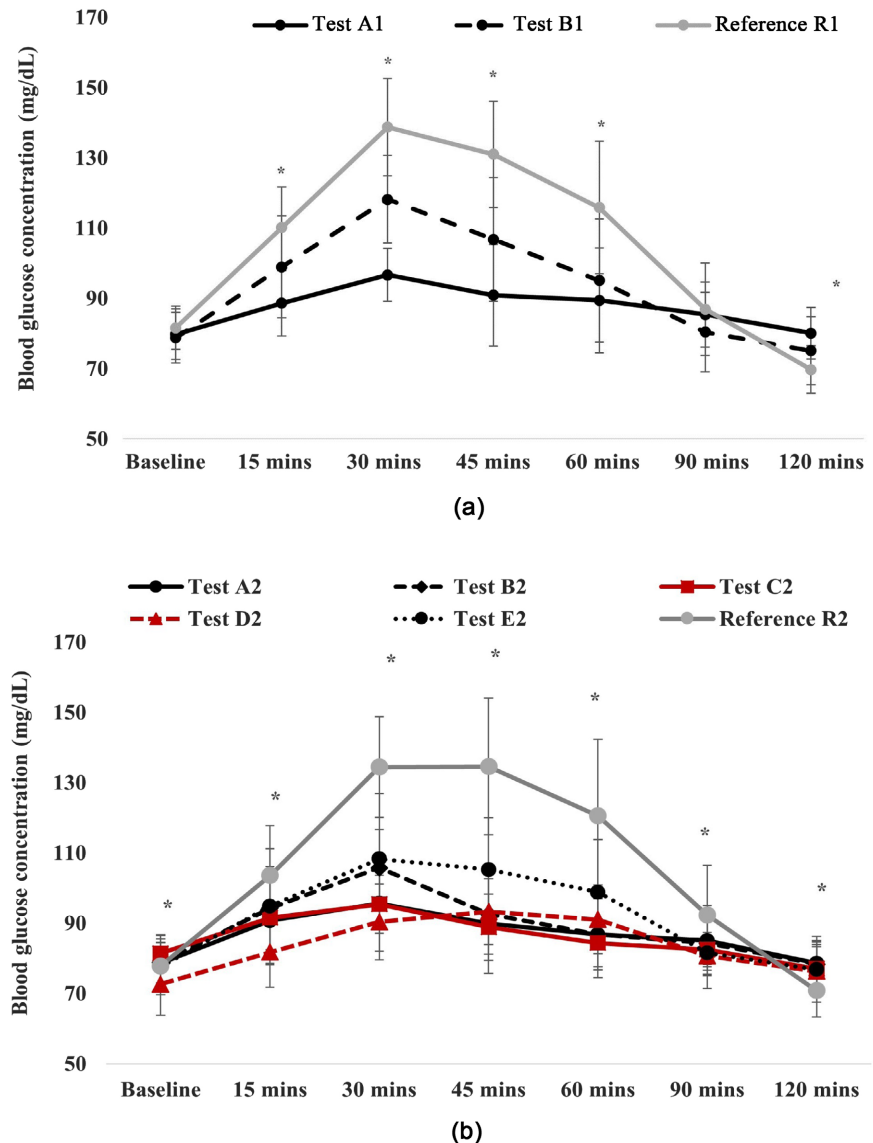 Test A1 Test B1 Reference R1
*
*
*
*
*
Blood glucose concentration (mg/dL)
170
150
130
110
90
70
50
Baseline 15 mins 30 mins 45 mins 60 mins 90 mins 120 mins
(a)
Test A2 Test B2 Test C2
Test D2 Test E2 Reference R2
*
*
*
*
*
*
*
Blood glucose concentration (mg/dL)
170
150
130
110
90
70
50
Baseline 15 mins 30 mins 45 mins 60 mins 90 mins 120 mins
(b)